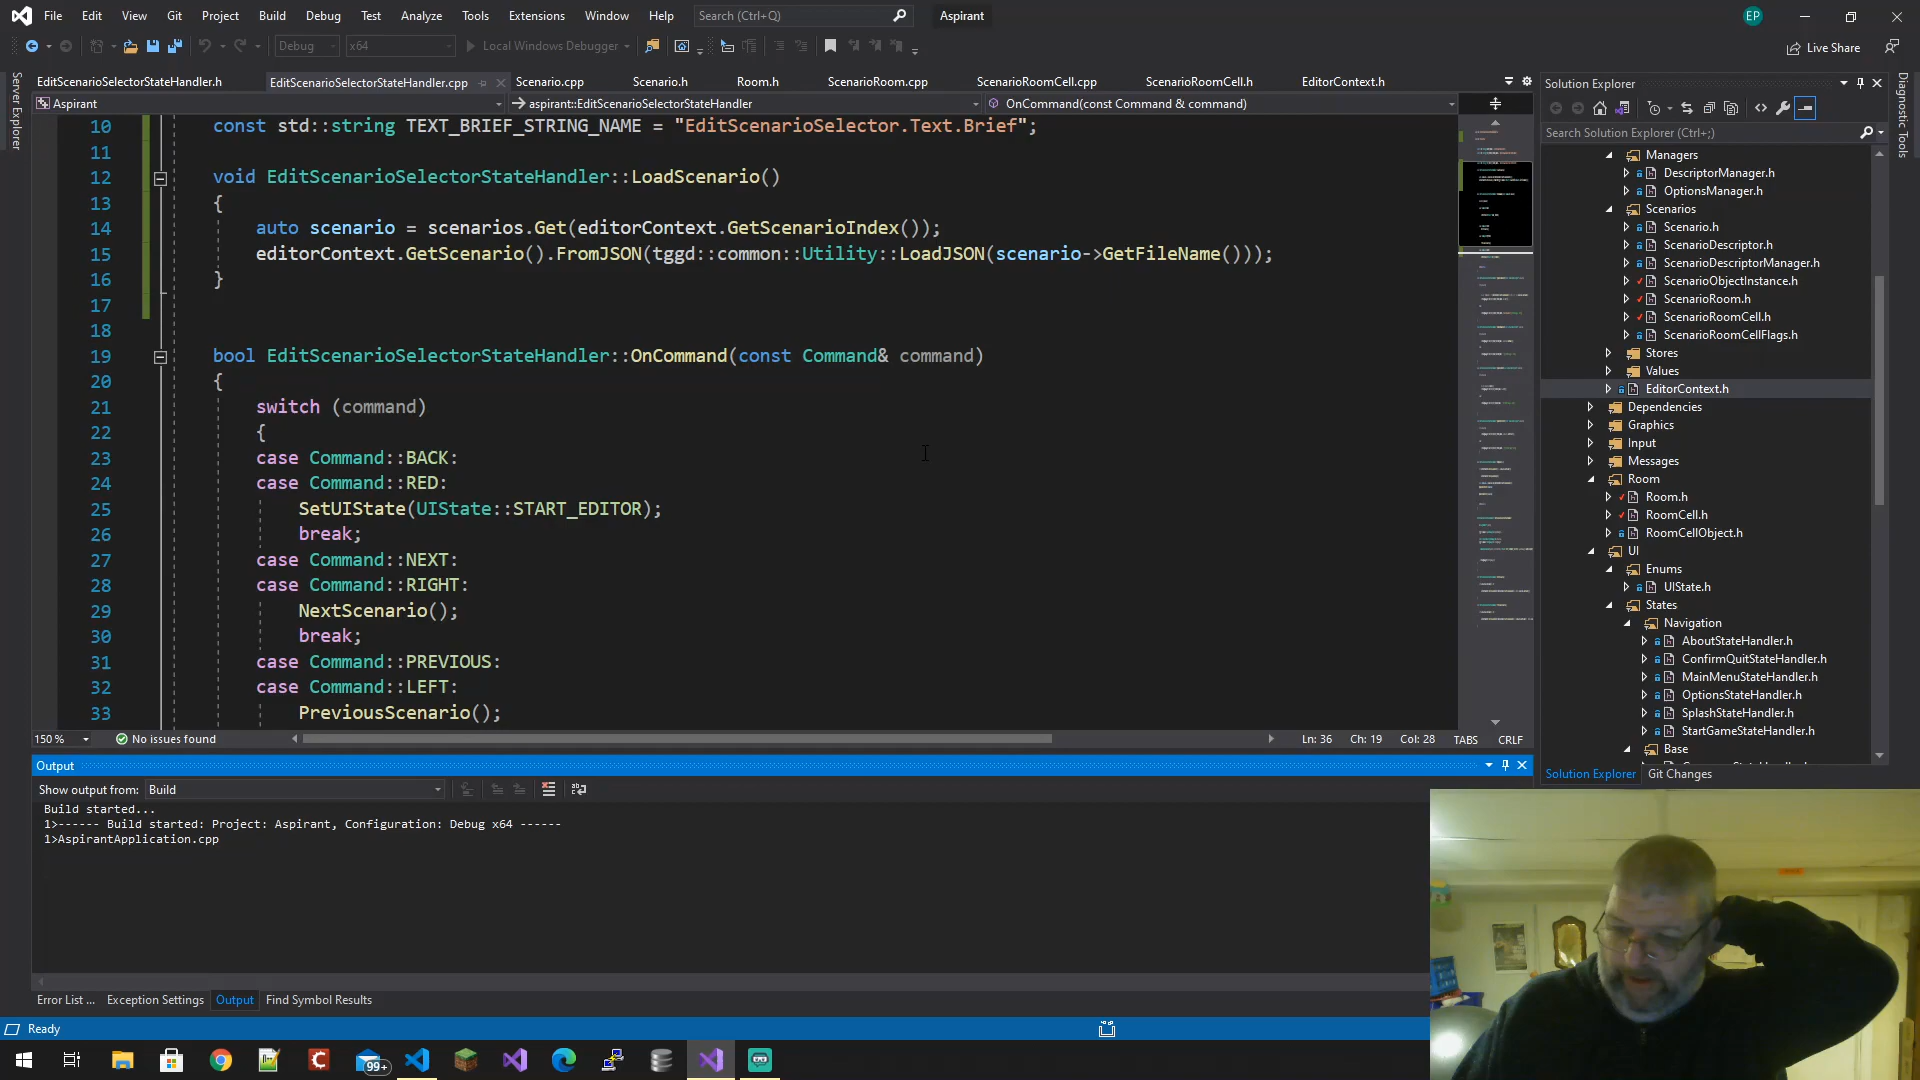 File Edit View Git Project Build Debug Test Analyze Tools Extensions Window Help Search (Ctrl+Q) Aspirant EP
Debug x64 Local Windows Debugger Live Share
EditScenarioSelectorStateHandler.h EditScenarioSelectorStateHandler.cpp Scenario.cpp Scenario.h Room.h ScenarioRoom.cpp ScenarioRoomCell.cpp ScenarioRoomCell.h EditorContext.h
Aspirant aspirant::EditScenarioSelectorStateHandler OnCommand(const Command & command)
10 const std::string TEXT_BRIEF_STRING_NAME = "EditScenarioSelector.Text.Brief";
11
12 void EditScenarioSelectorStateHandler::LoadScenario()
13 {
14 auto scenario = scenarios.Get(editorContext.GetScenarioIndex());
15 editorContext.GetScenario().FromJSON(tggd::common::Utility::LoadJSON(scenario->GetFileName()));
16 }
17
18
19 bool EditScenarioSelectorStateHandler::OnCommand(const Command& command)
20 {
21 switch (command)
22 {
23 case Command::BACK:
24 case Command::RED:
25 SetUIState(UIState::START_EDITOR);
26 break;
27 case Command::NEXT:
28 case Command::RIGHT:
29 NextScenario();
30 break;
31 case Command::PREVIOUS:
32 case Command::LEFT:
33 PreviousScenario();
150 % No issues found Ln: 36 Ch: 19 Col: 28 TABS CRLF
Output
Show output from: Build
Build started...
1>------ Build started: Project: Aspirant, Configuration: Debug x64 ------
1>AspirantApplication.cpp
Error List ... Exception Settings Output Find Symbol Results
Ready
99+
Server Explorer
Diagnostic Tools
Solution Explorer
Search Solution Explorer (Ctrl+;)
Managers
DescriptorManager.h
OptionsManager.h
Scenarios
Scenario.h
ScenarioDescriptor.h
ScenarioDescriptorManager.h
ScenarioObjectInstance.h
ScenarioRoom.h
ScenarioRoomCell.h
ScenarioRoomCellFlags.h
Stores
Values
EditorContext.h
Dependencies
Graphics
Input
Messages
Room
Room.h
RoomCell.h
RoomCellObject.h
UI
Enums
UIState.h
States
Navigation
AboutStateHandler.h
ConfirmQuitStateHandler.h
MainMenuStateHandler.h
OptionsStateHandler.h
SplashStateHandler.h
StartGameStateHandler.h
Base
Solution Explorer Git Changes